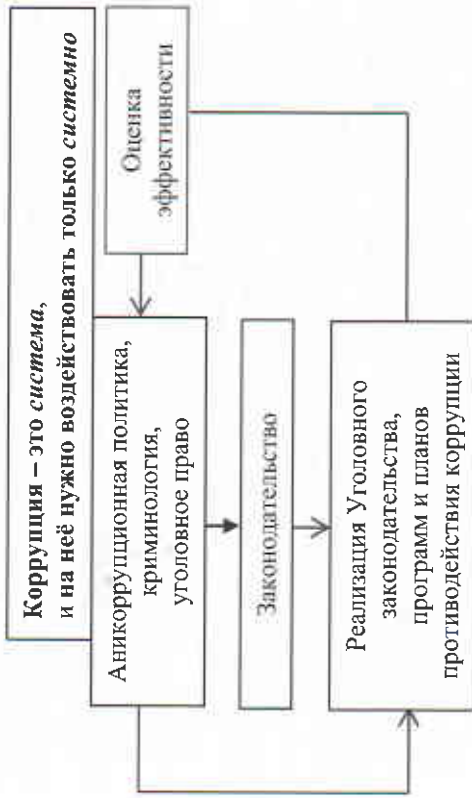 Коррупция – это система,
и на неё нужно воздействовать только системно
Аникоррупционная политика,
криминология,
уголовное право
Оценка
эффективности
Законодательство
Реализация Уголовного
законодательства,
программ и планов
противодействия коррупции